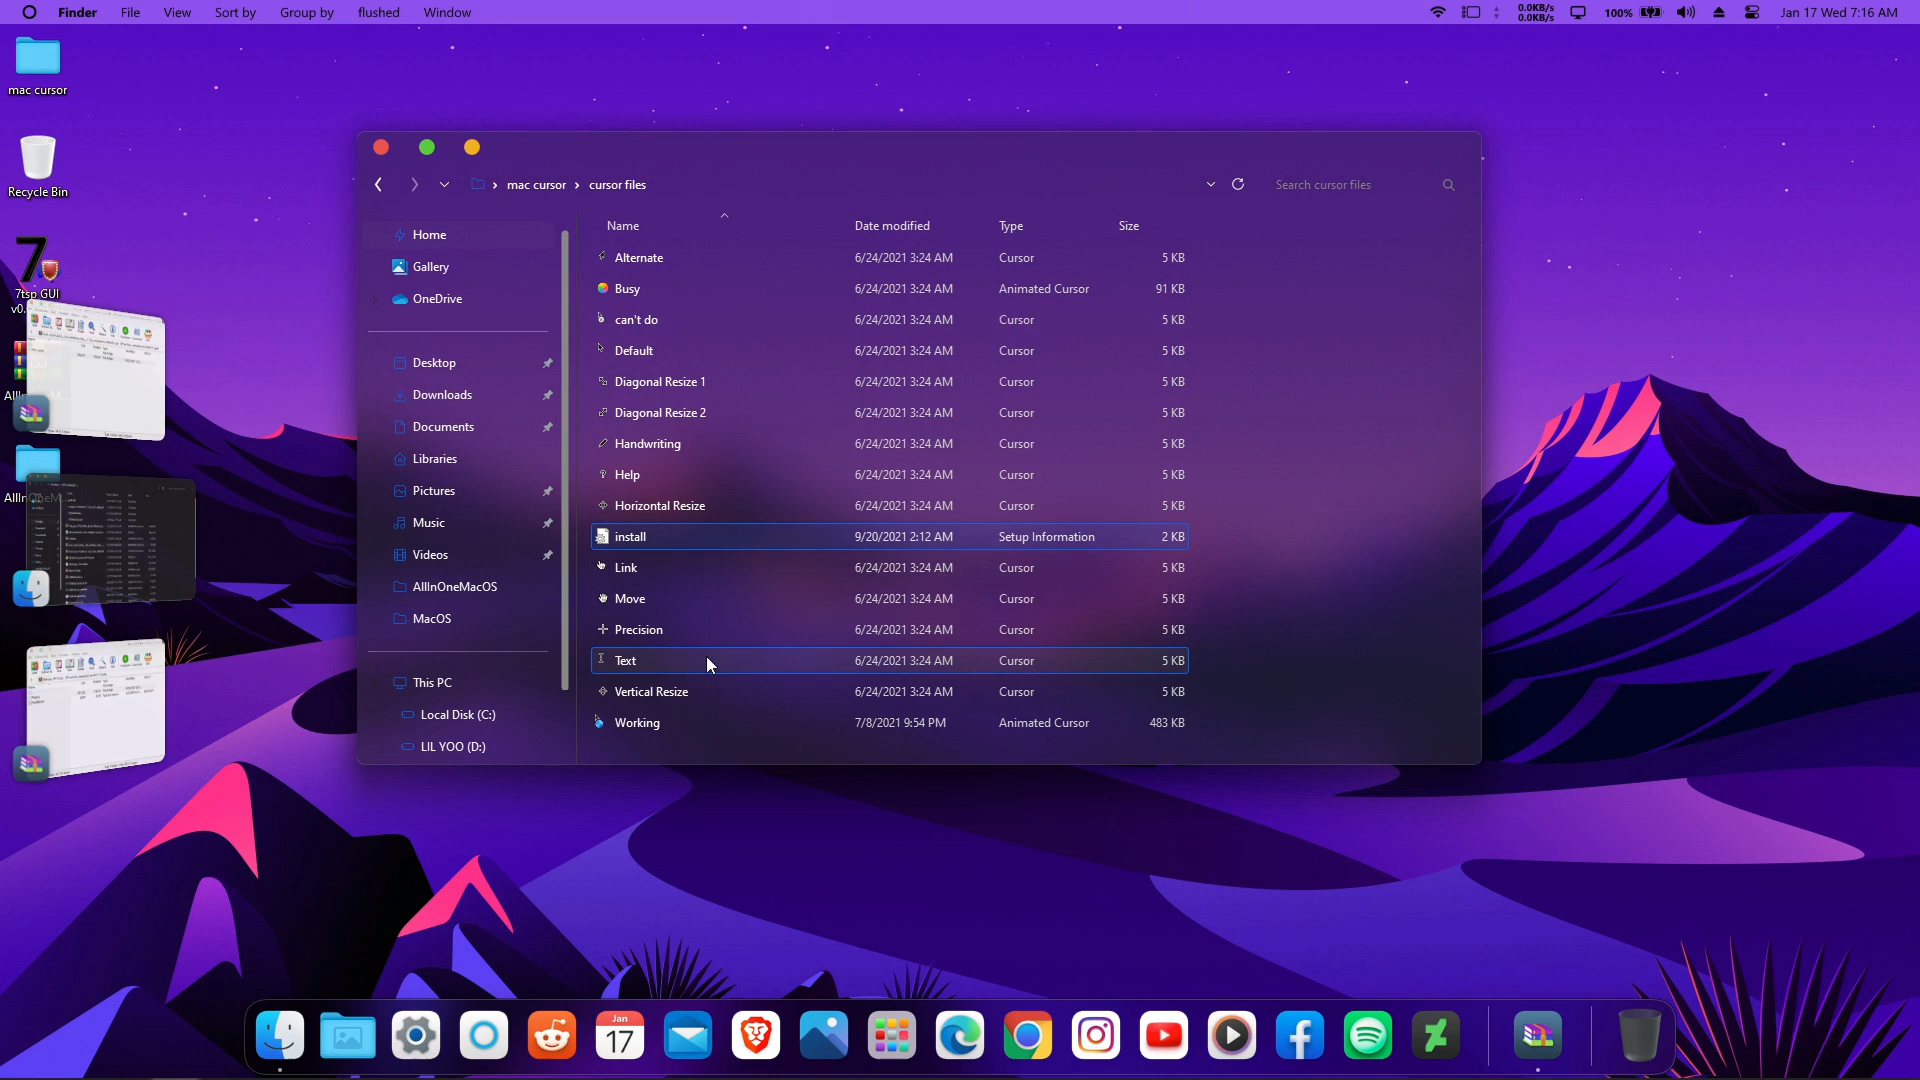 Finder File View Sort by Group by flushed Window
0.0KB/s
0.0KB/s
100%
Jan 17 Wed 7:16 AM
mac cursor
Recycle Bin
7tsp GUI
v0.
mac cursor cursor files
Search cursor files
Home
Gallery
OneDrive
Desktop
Downloads
Documents
Libraries
Pictures
Music
Videos
AllInOneMacOS
MacOS
This PC
Local Disk (C:)
LIL YOO (D:)
Name Date modified Type Size
Alternate 6/24/2021 3:24 AM Cursor 5 KB
Busy 6/24/2021 3:24 AM Animated Cursor 91 KB
can't do 6/24/2021 3:24 AM Cursor 5 KB
Default 6/24/2021 3:24 AM Cursor 5 KB
Diagonal Resize 1 6/24/2021 3:24 AM Cursor 5 KB
Diagonal Resize 2 6/24/2021 3:24 AM Cursor 5 KB
Handwriting 6/24/2021 3:24 AM Cursor 5 KB
Help 6/24/2021 3:24 AM Cursor 5 KB
Horizontal Resize 6/24/2021 3:24 AM Cursor 5 KB
install 9/20/2021 2:12 AM Setup Information 2 KB
Link 6/24/2021 3:24 AM Cursor 5 KB
Move 6/24/2021 3:24 AM Cursor 5 KB
Precision 6/24/2021 3:24 AM Cursor 5 KB
Text 6/24/2021 3:24 AM Cursor 5 KB
Vertical Resize 6/24/2021 3:24 AM Cursor 5 KB
Working 7/8/2021 9:54 PM Animated Cursor 483 KB
Jan
17